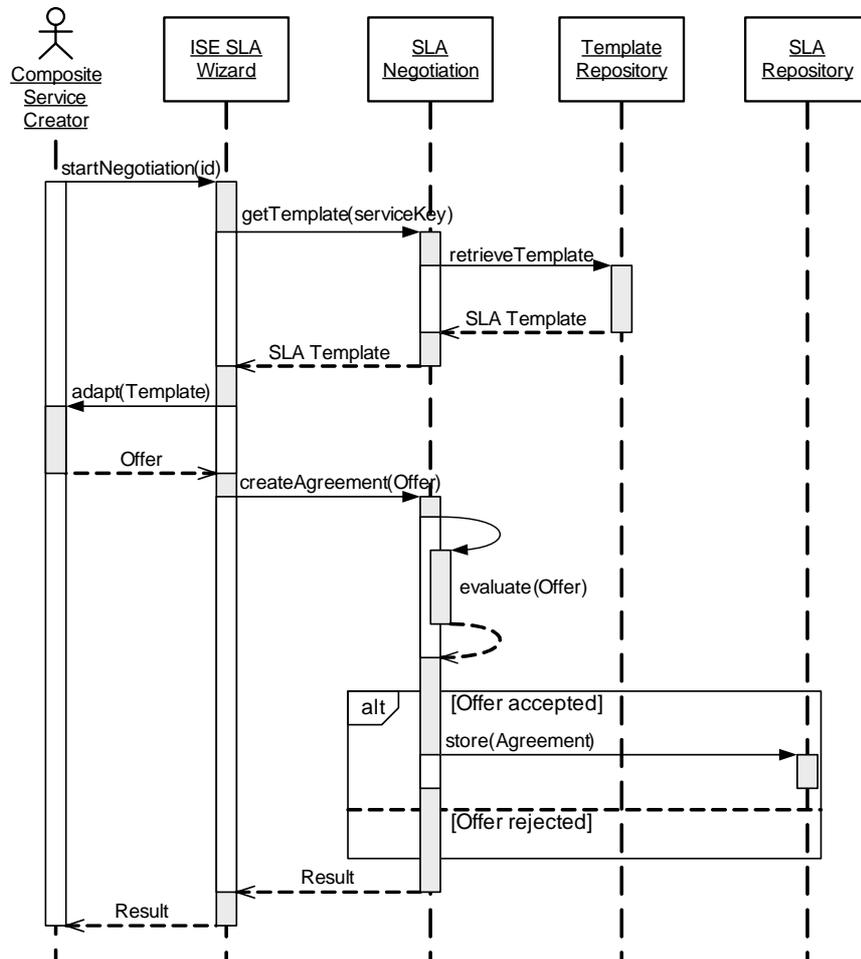 Composite
Service
Creator
ISE SLA
Wizard
SLA
Negotiation
Template
Repository
SLA
Repository
startNegotiation(id)
getTemplate(serviceKey)
retrieveTemplate
SLA Template
SLA Template
adapt(Template)
Offer
createAgreement(Offer)
evaluate(Offer)
alt
[Offer accepted]
store(Agreement)
[Offer rejected]
Result
Result